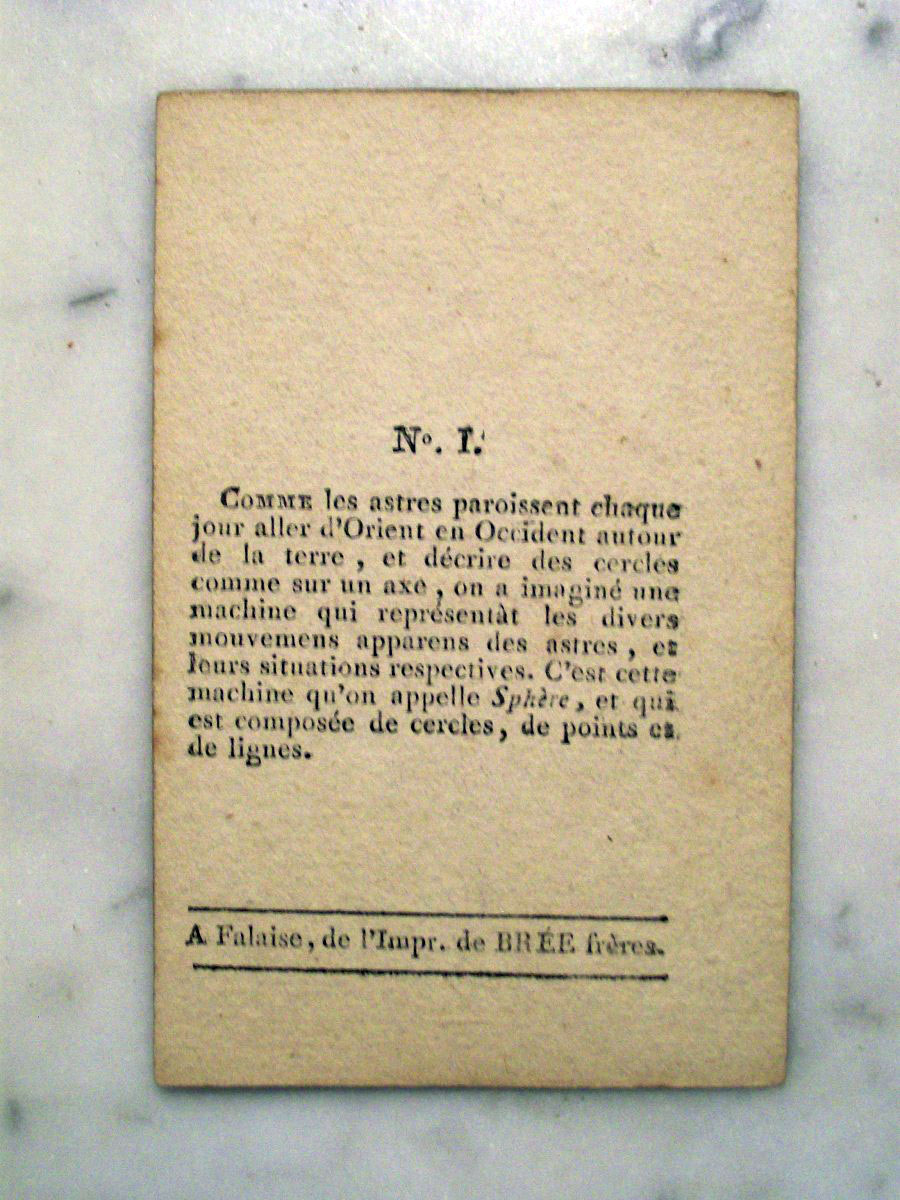 No. I.
COMME les astres paroissent chaque
jour aller d'Orient en Occident autour
de la terre , et décrire des cercles
comme sur un axe , on a imaginé une
machine qui représentât les divers
mouvemens apparens des astres , et
leurs situations respectives. C'est cette
machine qu'on appelle Sphère, et qui
est composée de cercles, de points et
de lignes.
A Falaise, de l'Impr. de BRÉE frères.